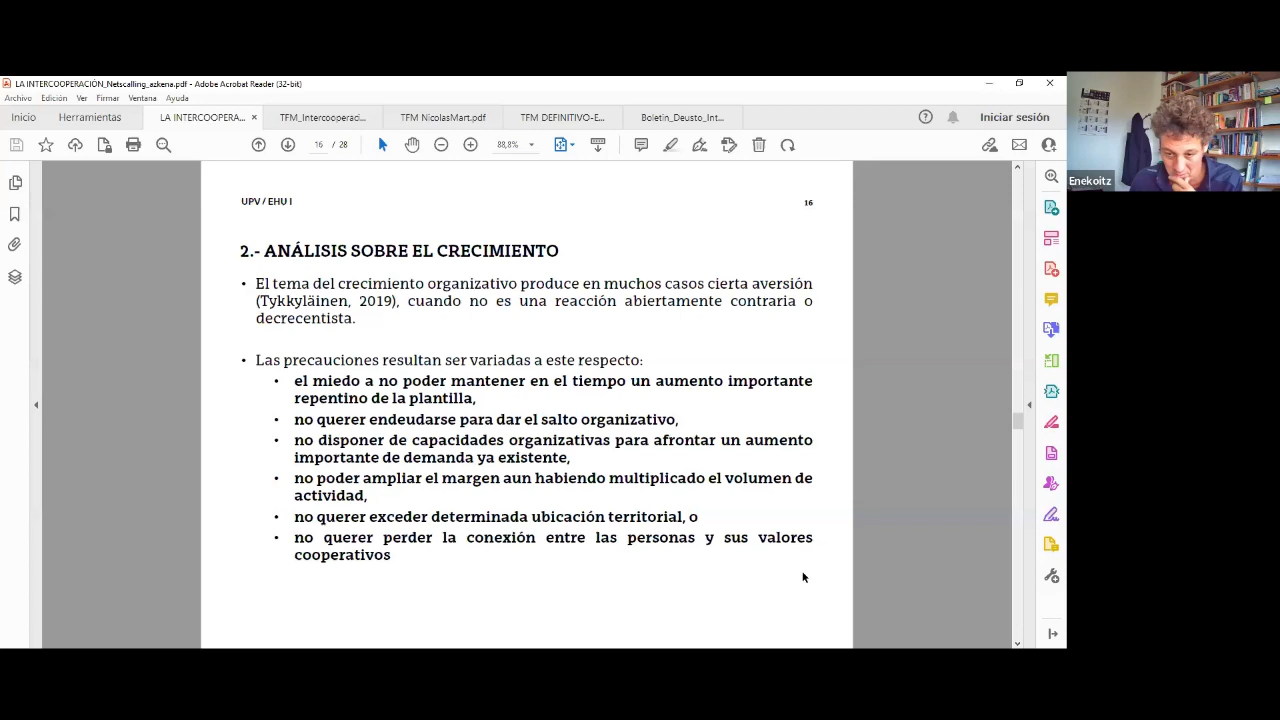 LA INTERCOOPERACIÓN_Netscalling_azkena.pdf - Adobe Acrobat Reader (32-bit)
Archivo Edición Ver Firmar Ventana Ayuda
Inicio Herramientas LA INTERCOOPERA... × TFM_Intercooperaci... TFM NicolasMart.pdf TFM DEFINITIVO-E... Boletin_Deusto_Int... Iniciar sesión
16 / 28 88,8%
Enekoitz
UPV / EHU I 16
2.- ANÁLISIS SOBRE EL CRECIMIENTO
• El tema del crecimiento organizativo produce en muchos casos cierta aversión
(Tykkyläinen, 2019), cuando no es una reacción abiertamente contraria o
decrecentista.
• Las precauciones resultan ser variadas a este respecto:
• el miedo a no poder mantener en el tiempo un aumento importante
repentino de la plantilla,
• no querer endeudarse para dar el salto organizativo,
• no disponer de capacidades organizativas para afrontar un aumento
importante de demanda ya existente,
• no poder ampliar el margen aun habiendo multiplicado el volumen de
actividad,
• no querer exceder determinada ubicación territorial, o
• no querer perder la conexión entre las personas y sus valores
cooperativos